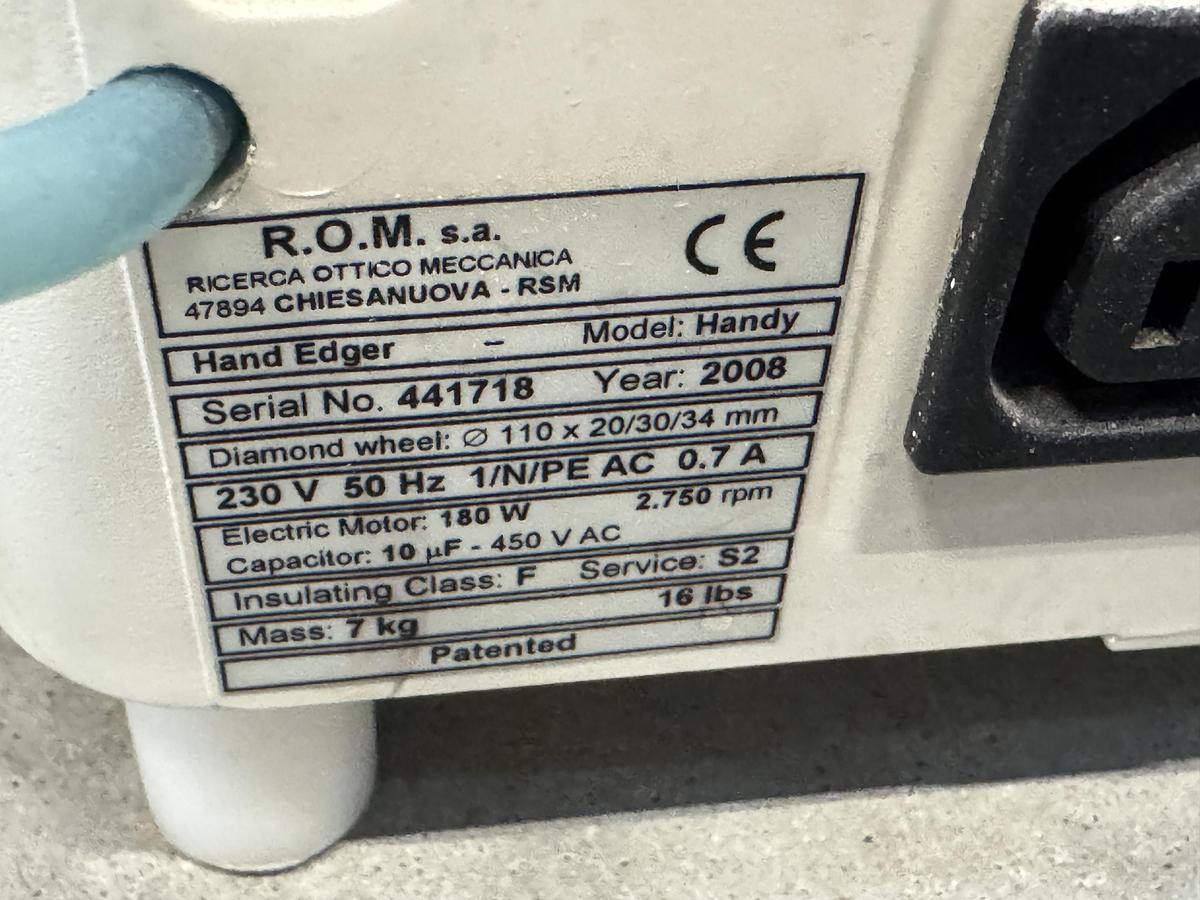 R.O.M. s.a.
CE
RICERCA OTTICO MECCANICA
47894 CHIESANUOVA - RSM
Hand Edger – Model: Handy
Serial No. 441718 Year: 2008
Diamond wheel: ∅ 110 x 20/30/34 mm
230 V 50 Hz 1/N/PE AC 0.7 A
Electric Motor: 180 W 2.750 rpm
Capacitor: 10 µF - 450 V AC
Insulating Class: F Service: S2
Mass: 7 kg 16 lbs
Patented